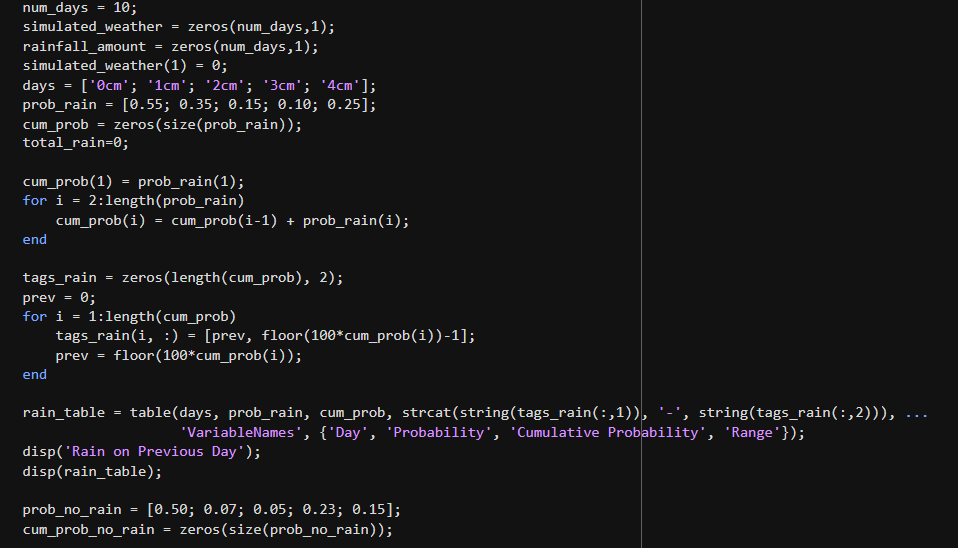 num_days = 10;
simulated_weather = zeros(num_days,1);
rainfall_amount = zeros(num_days,1);
simulated_weather(1) = 0;
days = ['0cm'; '1cm'; '2cm'; '3cm'; '4cm'];
prob_rain = [0.55; 0.35; 0.15; 0.10; 0.25];
cum_prob = zeros(size(prob_rain));
total_rain=0;

cum_prob(1) = prob_rain(1);
for i = 2:length(prob_rain)
    cum_prob(i) = cum_prob(i-1) + prob_rain(i);
end

tags_rain = zeros(length(cum_prob), 2);
prev = 0;
for i = 1:length(cum_prob)
    tags_rain(i, :) = [prev, floor(100*cum_prob(i))-1];
    prev = floor(100*cum_prob(i));
end

rain_table = table(days, prob_rain, cum_prob, strcat(string(tags_rain(:,1)), '-', string(tags_rain(:,2))), ...
                   'VariableNames', {'Day', 'Probability', 'Cumulative Probability', 'Range'});
disp('Rain on Previous Day');
disp(rain_table);

prob_no_rain = [0.50; 0.07; 0.05; 0.23; 0.15];
cum_prob_no_rain = zeros(size(prob_no_rain));